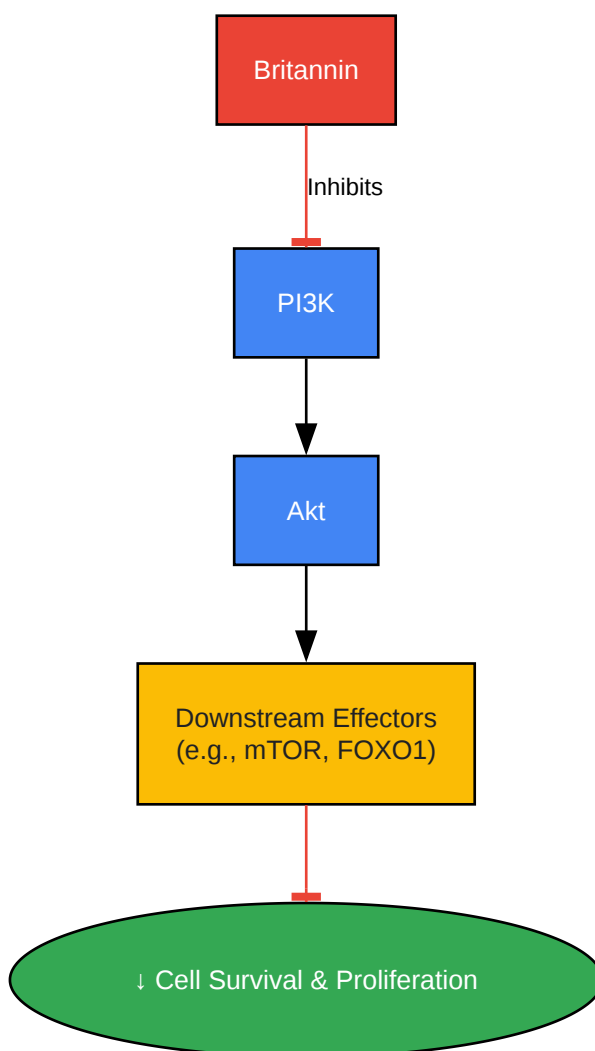 Britannin
Inhibits
PI3K
Akt
Downstream Effectors
(e.g., mTOR, FOXO1)
↓ Cell Survival & Proliferation